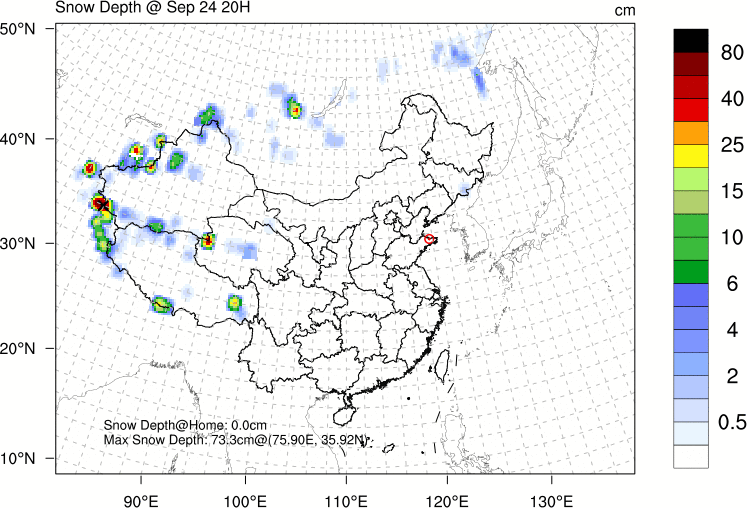 Snow Depth @ Sep 24 20H
cm
50°N
40°N
30°N
20°N
10°N
90°E
100°E
110°E
120°E
130°E
Snow Depth@Home: 0.0cm
Max Snow Depth: 73.3cm@(75.90E, 35.92N)
80
40
25
15
10
6
4
2
0.5